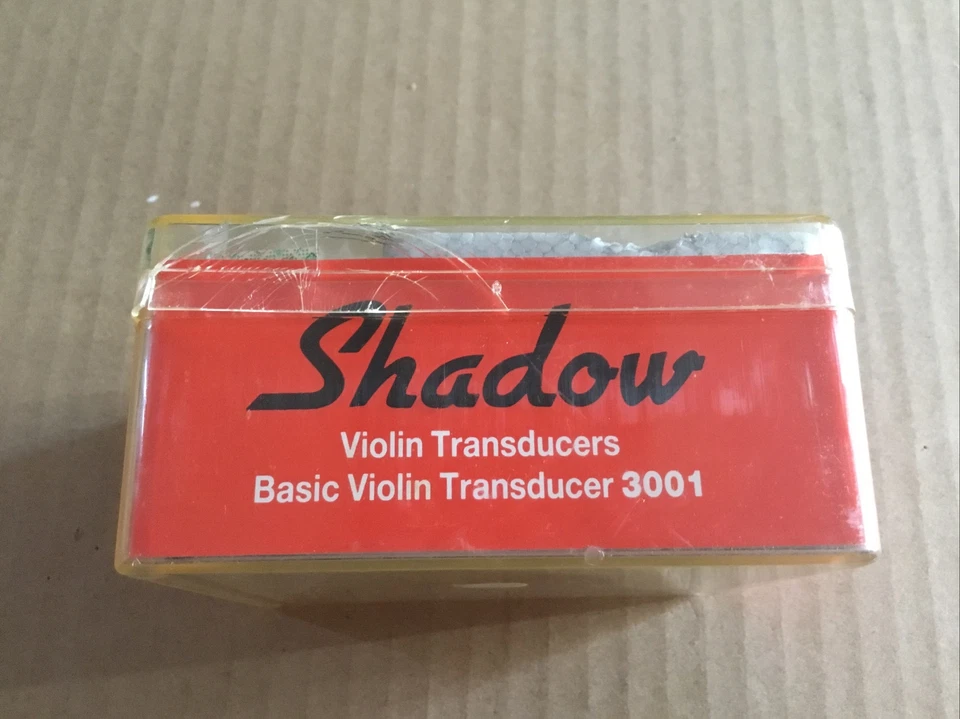 Shadow
Violin Transducers
Basic Violin Transducer 3001